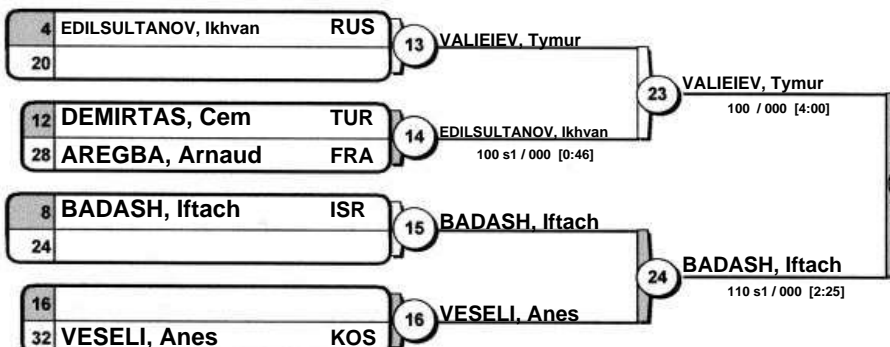 4 EDILSULTANOV, Ikhvan RUS
20
13 VALIEIEV, Tymur
23 VALIEIEV, Tymur
100 / 000 [4:00]
12 DEMIRTAS, Cem TUR
28 AREGBA, Arnaud FRA
14 EDILSULTANOV, Ikhvan
100 s1 / 000 [0:46]
8 BADASH, Iftach ISR
24
15 BADASH, Iftach
24 BADASH, Iftach
110 s1 / 000 [2:25]
16
32 VESELI, Anes KOS
16 VESELI, Anes